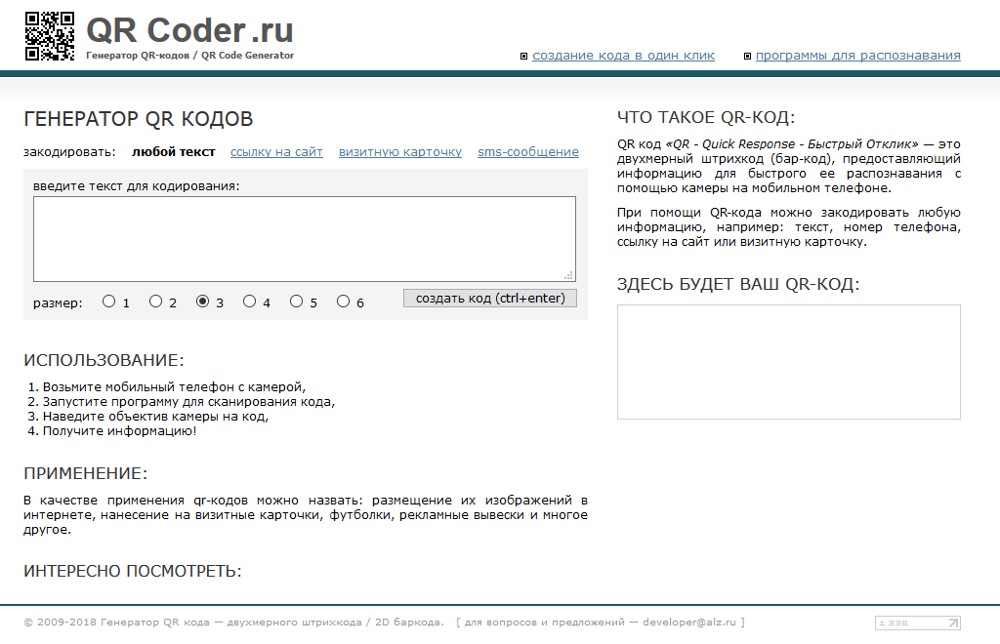 QR Coder.ru
Генератор QR-кодов / QR Code Generator
создание кода в один клик
программы для распознавания
ГЕНЕРАТОР QR КОДОВ
закодировать: любой текст ссылку на сайт визитную карточку sms-сообщение
введите текст для кодирования:
размер: 1 2 3 4 5 6 создать код (ctrl+enter)
ИСПОЛЬЗОВАНИЕ:
1. Возьмите мобильный телефон с камерой,
2. Запустите программу для сканирования кода,
3. Наведите объектив камеры на код,
4. Получите информацию!
ПРИМЕНЕНИЕ:
В качестве применения qr-кодов можно назвать: размещение их изображений в
интернете, нанесение на визитные карточки, футболки, рекламные вывески и многое
другое.
ИНТЕРЕСНО ПОСМОТРЕТЬ:
ЧТО ТАКОЕ QR-КОД:
QR код «QR - Quick Response - Быстрый Отклик» — это
двухмерный штрихкод (бар-код), предоставляющий
информацию для быстрого ее распознавания с
помощью камеры на мобильном телефоне.
При помощи QR-кода можно закодировать любую
информацию, например: текст, номер телефона,
ссылку на сайт или визитную карточку.
ЗДЕСЬ БУДЕТ ВАШ QR-КОД:
© 2009-2018 Генератор QR кода — двухмерного штрихкода / 2D баркода. [ для вопросов и предложений — developer@alz.ru ]
1 336